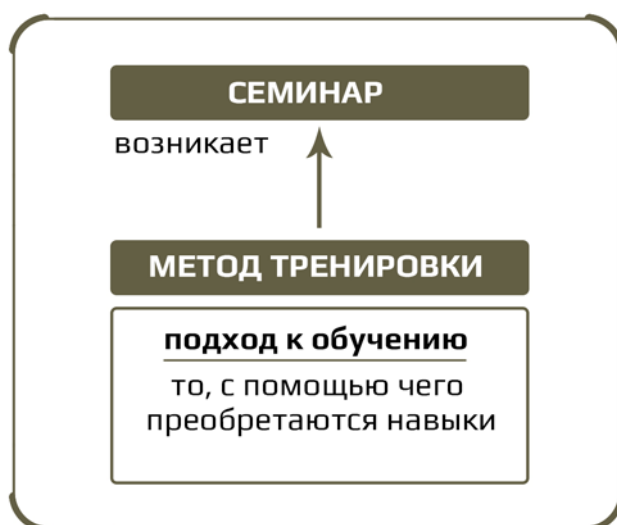 СЕМИНАР
возникает
МЕТОД ТРЕНИРОВКИ
подход к обучению
то, с помощью чего
преобретаются навыки